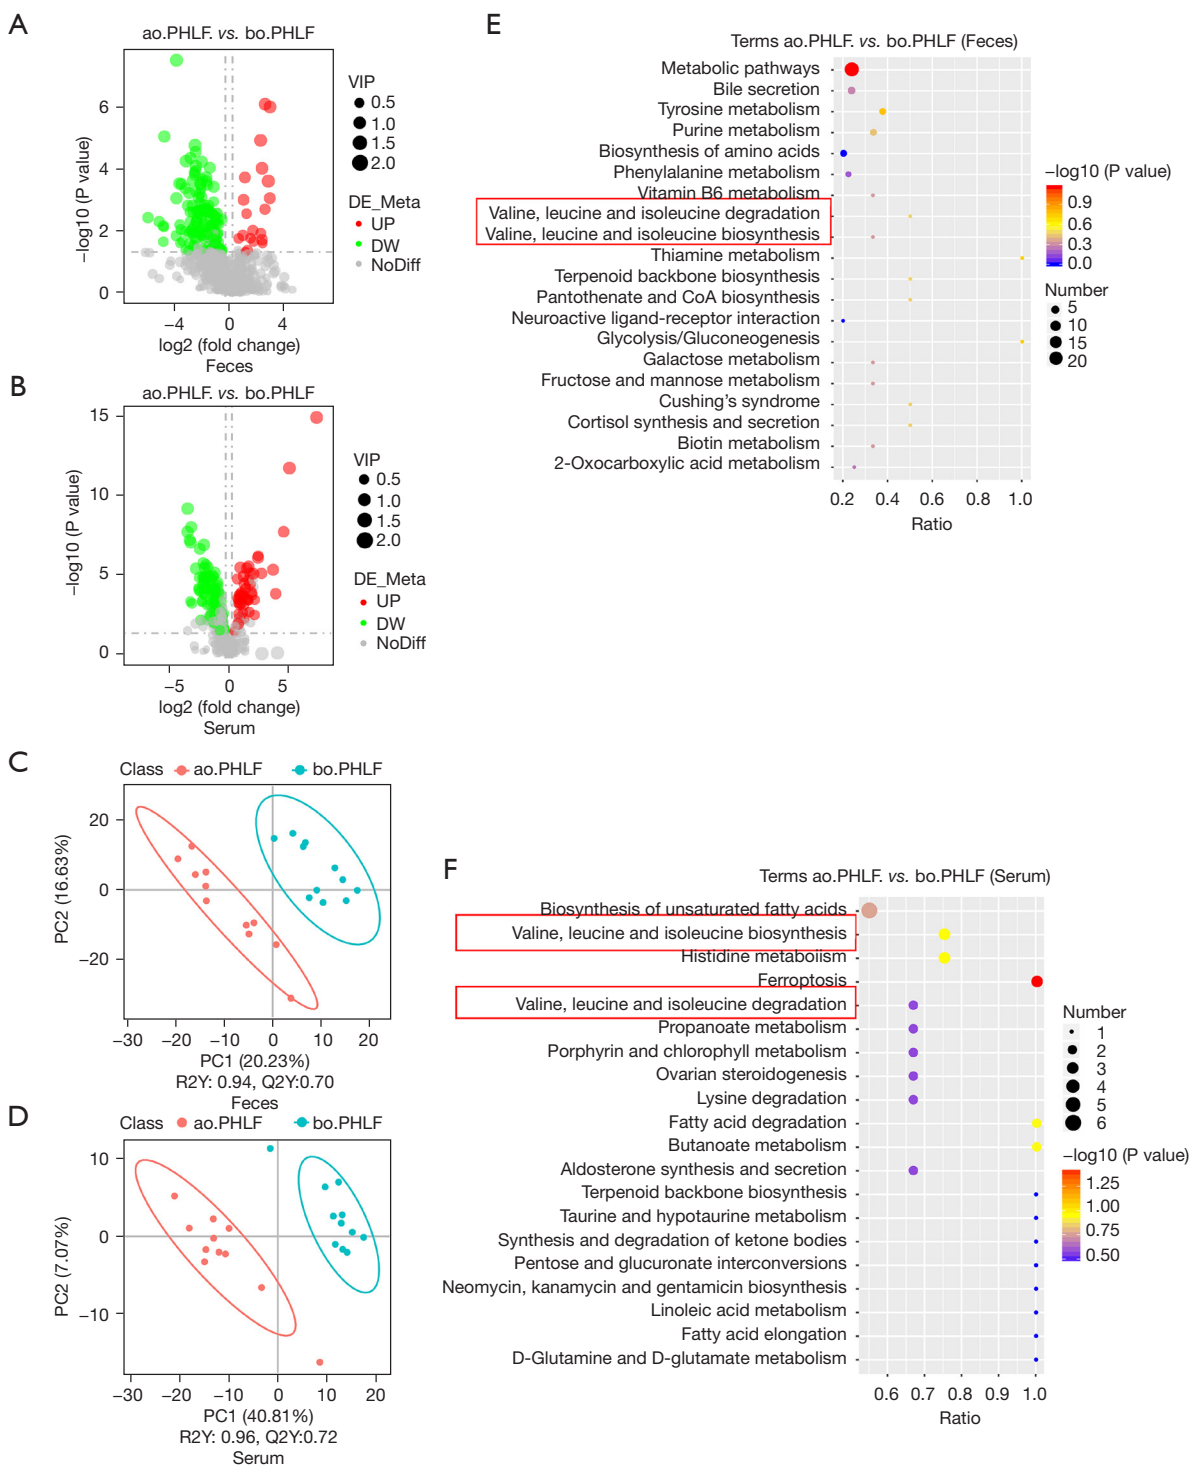 A
ao.PHLF. vs. bo.PHLF
−log10 (P value)
6
4
2
0
−4 0 4
log2 (fold change)
Feces
VIP
0.5
1.0
1.5
2.0
DE_Meta
UP
DW
NoDiff
B
ao.PHLF. vs. bo.PHLF
−log10 (P value)
15
10
5
0
−5 0 5
log2 (fold change)
Serum
VIP
0.5
1.0
1.5
2.0
DE_Meta
UP
DW
NoDiff
C
Class ao.PHLF bo.PHLF
PC2 (16.63%)
20
0
−20
−30 −20 −10 0 10 20
PC1 (20.23%)
R2Y: 0.94, Q2Y:0.70
Feces
D
Class ao.PHLF bo.PHLF
PC2 (7.07%)
10
0
−10
−30 −20 −10 0 10 20
PC1 (40.81%)
R2Y: 0.96, Q2Y:0.72
Serum
E
Terms ao.PHLF. vs. bo.PHLF (Feces)
Metabolic pathways
Bile secretion
Tyrosine metabolism
Purine metabolism
Biosynthesis of amino acids
Phenylalanine metabolism
Vitamin B6 metabolism
Valine, leucine and isoleucine degradation
Valine, leucine and isoleucine biosynthesis
Thiamine metabolism
Terpenoid backbone biosynthesis
Pantothenate and CoA biosynthesis
Neuroactive ligand-receptor interaction
Glycolysis/Gluconeogenesis
Galactose metabolism
Fructose and mannose metabolism
Cushing's syndrome
Cortisol synthesis and secretion
Biotin metabolism
2-Oxocarboxylic acid metabolism
0.2 0.4 0.6 0.8 1.0
Ratio
−log10 (P value)
0.9
0.6
0.3
0.0
Number
5
10
15
20
F
Terms ao.PHLF. vs. bo.PHLF (Serum)
Biosynthesis of unsaturated fatty acids
Valine, leucine and isoleucine biosynthesis
Histidine metabolism
Ferroptosis
Valine, leucine and isoleucine degradation
Propanoate metabolism
Porphyrin and chlorophyll metabolism
Ovarian steroidogenesis
Lysine degradation
Fatty acid degradation
Butanoate metabolism
Aldosterone synthesis and secretion
Terpenoid backbone biosynthesis
Taurine and hypotaurine metabolism
Synthesis and degradation of ketone bodies
Pentose and glucuronate interconversions
Neomycin, kanamycin and gentamicin biosynthesis
Linoleic acid metabolism
Fatty acid elongation
D-Glutamine and D-glutamate metabolism
0.6 0.7 0.8 0.9 1.0
Ratio
Number
1
2
3
4
5
6
−log10 (P value)
1.25
1.00
0.75
0.50